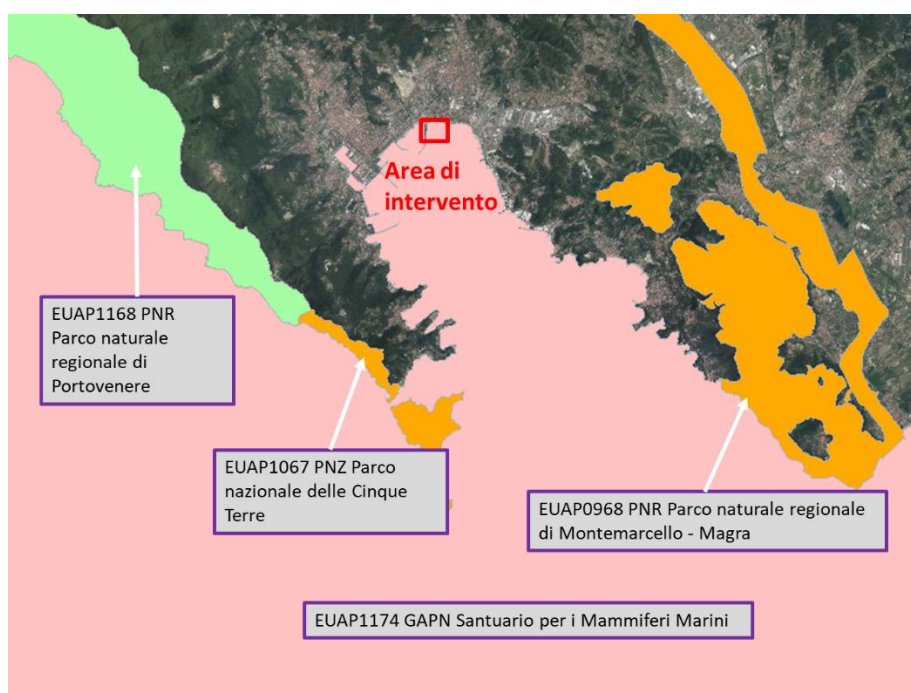 Area di
intervento
EUAP1168 PNR
Parco naturale
regionale di
Portovenere
EUAP1067 PNZ Parco
nazionale delle Cinque
Terre
EUAP0968 PNR Parco naturale regionale
di Montemarcello - Magra
EUAP1174 GAPN Santuario per i Mammiferi Marini